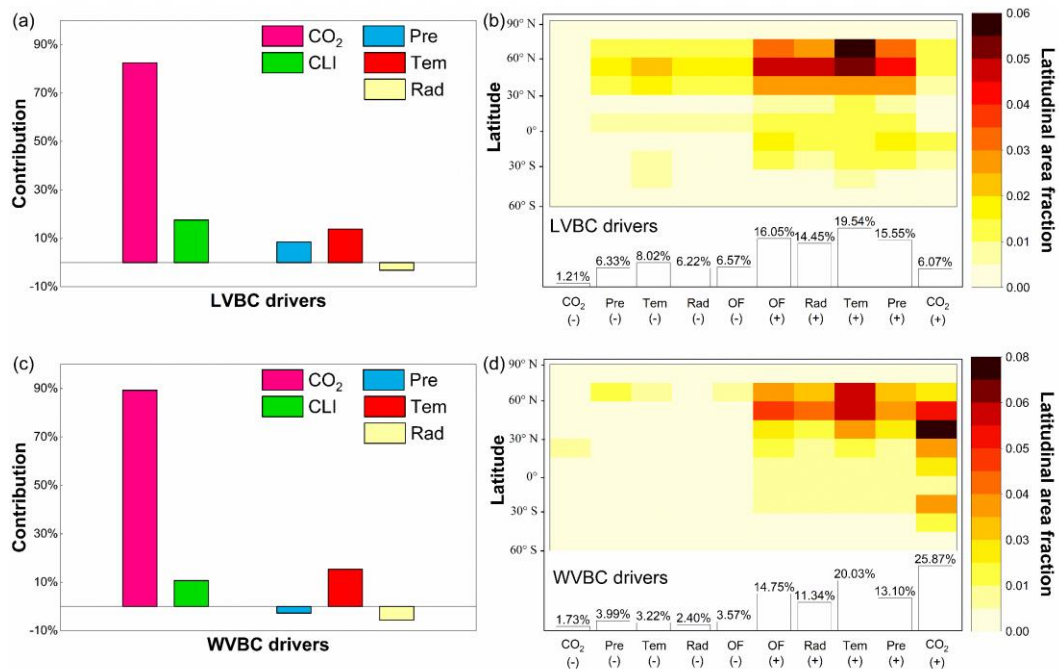 (a)
90%
70%
50%
30%
10%
-10%
Contribution
CO₂
CLI
Pre
Tem
Rad
LVBC drivers
(b)
90° N
60° N
30° N
0°
30° S
60° S
Latitude
LVBC drivers
1.21%
6.33%
8.02%
6.22%
6.57%
16.05%
14.45%
19.54%
15.55%
6.07%
CO₂ Pre Tem Rad OF OF Rad Tem Pre CO₂
(-) (-) (-) (-) (-) (+) (+) (+) (+) (+)
0.06
0.05
0.04
0.03
0.02
0.01
0.00
Latitudinal area fraction
(c)
90%
70%
50%
30%
10%
-10%
Contribution
CO₂
CLI
Pre
Tem
Rad
WVBC drivers
(d)
90° N
60° N
30° N
0°
30° S
60° S
Latitude
WVBC drivers
1.73%
3.99%
3.22%
2.40%
3.57%
14.75%
11.34%
20.03%
13.10%
25.87%
CO₂ Pre Tem Rad OF OF Rad Tem Pre CO₂
(-) (-) (-) (-) (-) (+) (+) (+) (+) (+)
0.08
0.06
0.05
0.04
0.03
0.01
0.00
Latitudinal area fraction